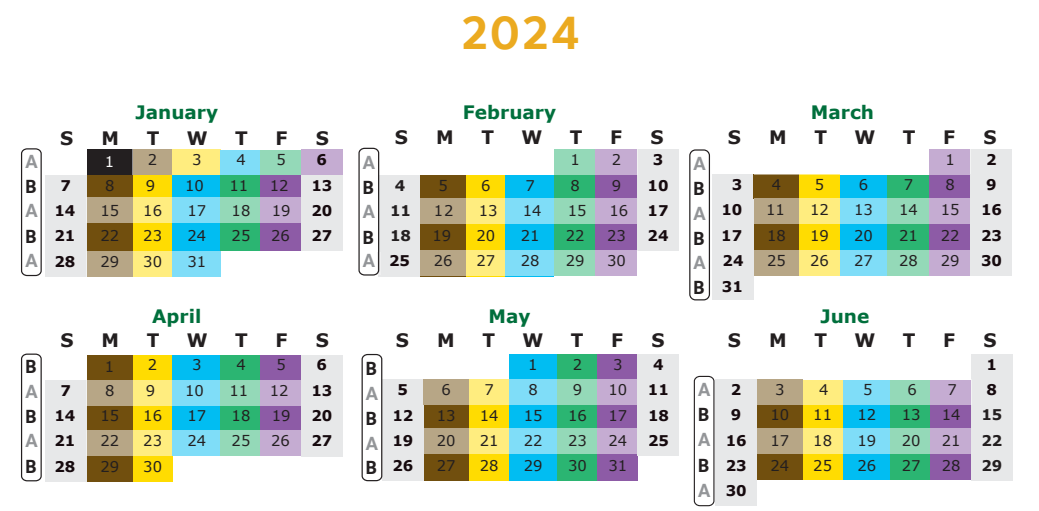 2024
January
S M T W T F S
A 1 2 3 4 5 6
B 7 8 9 10 11 12 13
A 14 15 16 17 18 19 20
B 21 22 23 24 25 26 27
A 28 29 30 31
February
S M T W T F S
A 1 2 3
B 4 5 6 7 8 9 10
A 11 12 13 14 15 16 17
B 18 19 20 21 22 23 24
A 25 26 27 28 29 30
March
S M T W T F S
A 1 2
B 3 4 5 6 7 8 9
A 10 11 12 13 14 15 16
B 17 18 19 20 21 22 23
A 24 25 26 27 28 29 30
B 31
April
S M T W T F S
B 1 2 3 4 5 6
A 7 8 9 10 11 12 13
B 14 15 16 17 18 19 20
A 21 22 23 24 25 26 27
B 28 29 30
May
S M T W T F S
B 1 2 3 4
A 5 6 7 8 9 10 11
B 12 13 14 15 16 17 18
A 19 20 21 22 23 24 25
B 26 27 28 29 30 31
June
S M T W T F S
1
A 2 3 4 5 6 7 8
B 9 10 11 12 13 14 15
A 16 17 18 19 20 21 22
B 23 24 25 26 27 28 29
A 30